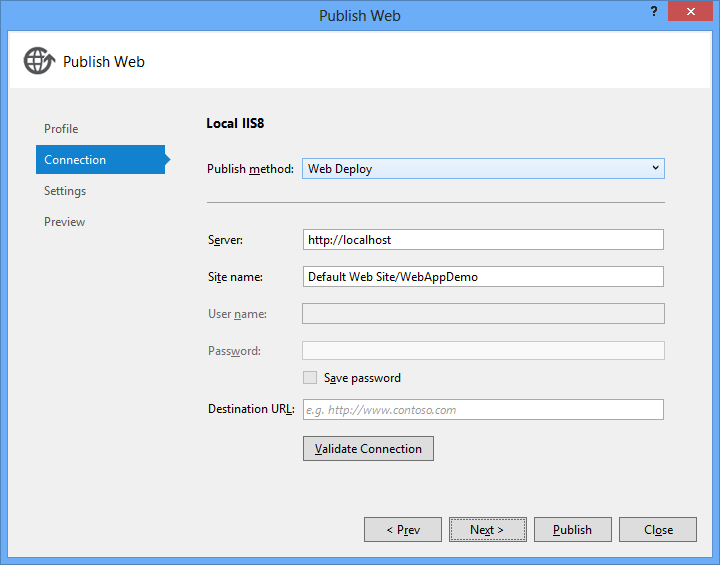 Publish Web
?
Publish Web
Profile
Connection
Settings
Preview
Local IIS8
Publish method: Web Deploy
Server: http://localhost
Site name: Default Web Site/WebAppDemo
User name:
Password:
Save password
Destination URL: e.g. http://www.contoso.com
Validate Connection
< Prev Next > Publish Close